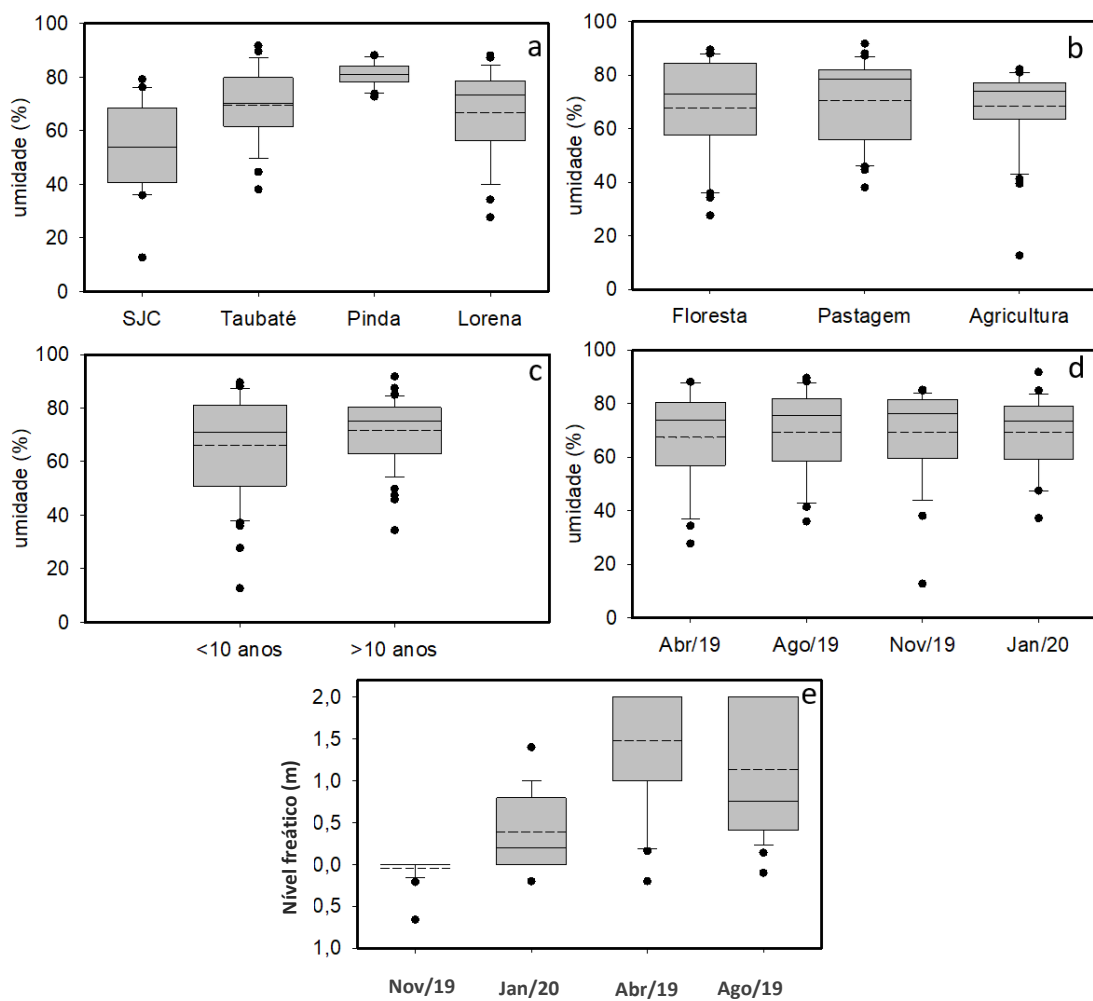 a
100
80
60
40
20
0
umidade (%)
SJC Taubaté Pinda Lorena
b
100
80
60
40
20
0
umidade (%)
Floresta Pastagem Agricultura
c
100
80
60
40
20
0
umidade (%)
<10 anos >10 anos
d
100
80
60
40
20
0
umidade (%)
Abr/19 Ago/19 Nov/19 Jan/20
e
2,0
1,5
1,0
0,5
0,0
0,5
1,0
Nível freático (m)
Nov/19 Jan/20 Abr/19 Ago/19